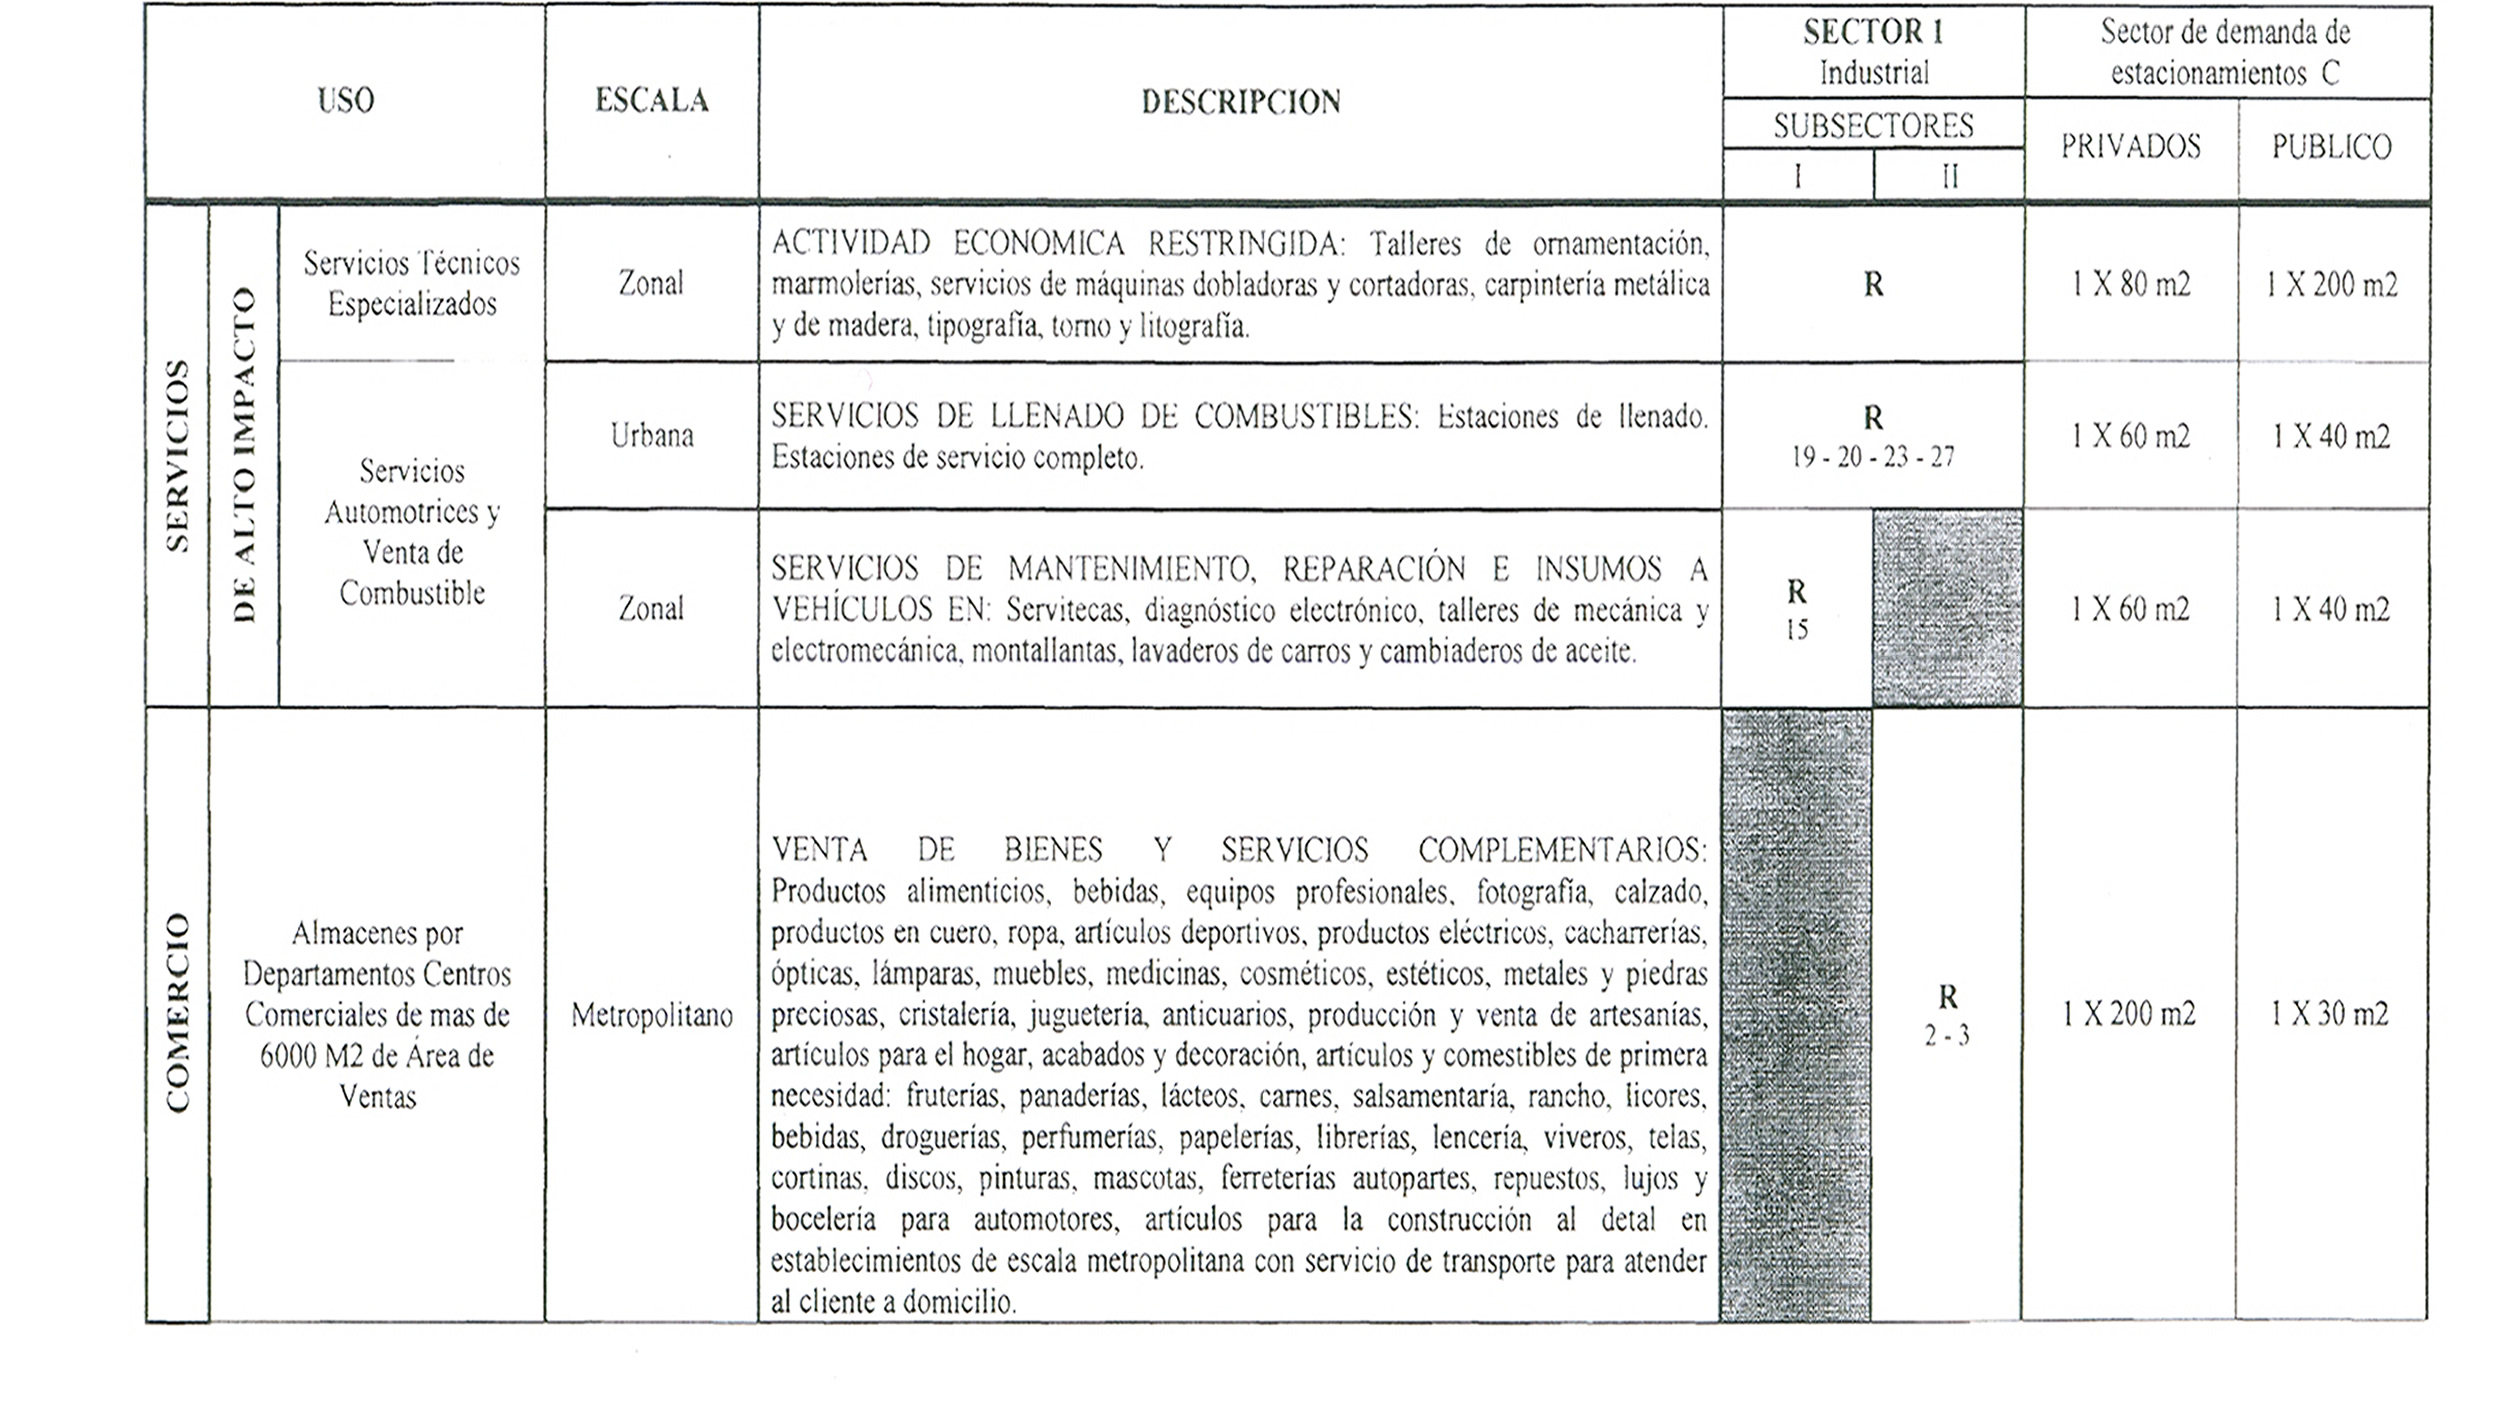 USO
ESCALA
DESCRIPCION
SECTOR 1
Industrial
SUBSECTORES
I
II
Sector de demanda de
estacionamientos C
PRIVADOS
PUBLICO
SERVICIOS
DE ALTO IMPACTO
Servicios Técnicos
Especializados
Zonal
ACTIVIDAD ECONOMICA RESTRINGIDA: Talleres de ornamentación,
marmolerías, servicios de máquinas dobladoras y cortadoras, carpintería metálica
y de madera, tipografía, torno y litografía.
R
1 X 80 m2
1 X 200 m2
Servicios
Automotrices y
Venta de
Combustible
Urbana
SERVICIOS DE LLENADO DE COMBUSTIBLES: Estaciones de llenado.
Estaciones de servicio completo.
R
19 - 20 - 23 - 27
1 X 60 m2
1 X 40 m2
Zonal
SERVICIOS DE MANTENIMIENTO, REPARACIÓN E INSUMOS A
VEHÍCULOS EN: Servitecas, diagnóstico electrónico, talleres de mecánica y
electromecánica, montallantas, lavaderos de carros y cambiaderos de aceite.
R
15
1 X 60 m2
1 X 40 m2
COMERCIO
Almacenes por
Departamentos Centros
Comerciales de mas de
6000 M2 de Área de
Ventas
Metropolitano
VENTA DE BIENES Y SERVICIOS COMPLEMENTARIOS:
Productos alimenticios, bebidas, equipos profesionales, fotografía, calzado,
productos en cuero, ropa, artículos deportivos, productos eléctricos, cacharrerías,
ópticas, lámparas, muebles, medicinas, cosméticos, estéticos, metales y piedras
preciosas, cristalería, juguetería, anticuarios, producción y venta de artesanías,
artículos para el hogar, acabados y decoración, artículos y comestibles de primera
necesidad: fruterías, panaderías, lácteos, carnes, salsamentaría, rancho, licores,
bebidas, droguerías, perfumerías, papelerías, librerías, lencería, viveros, telas,
cortinas, discos, pinturas, mascotas, ferreterías autopartes, repuestos, lujos y
bocelería para automotores, artículos para la construcción al detal en
establecimientos de escala metropolitana con servicio de transporte para atender
al cliente a domicilio.
R
2 - 3
1 X 200 m2
1 X 30 m2